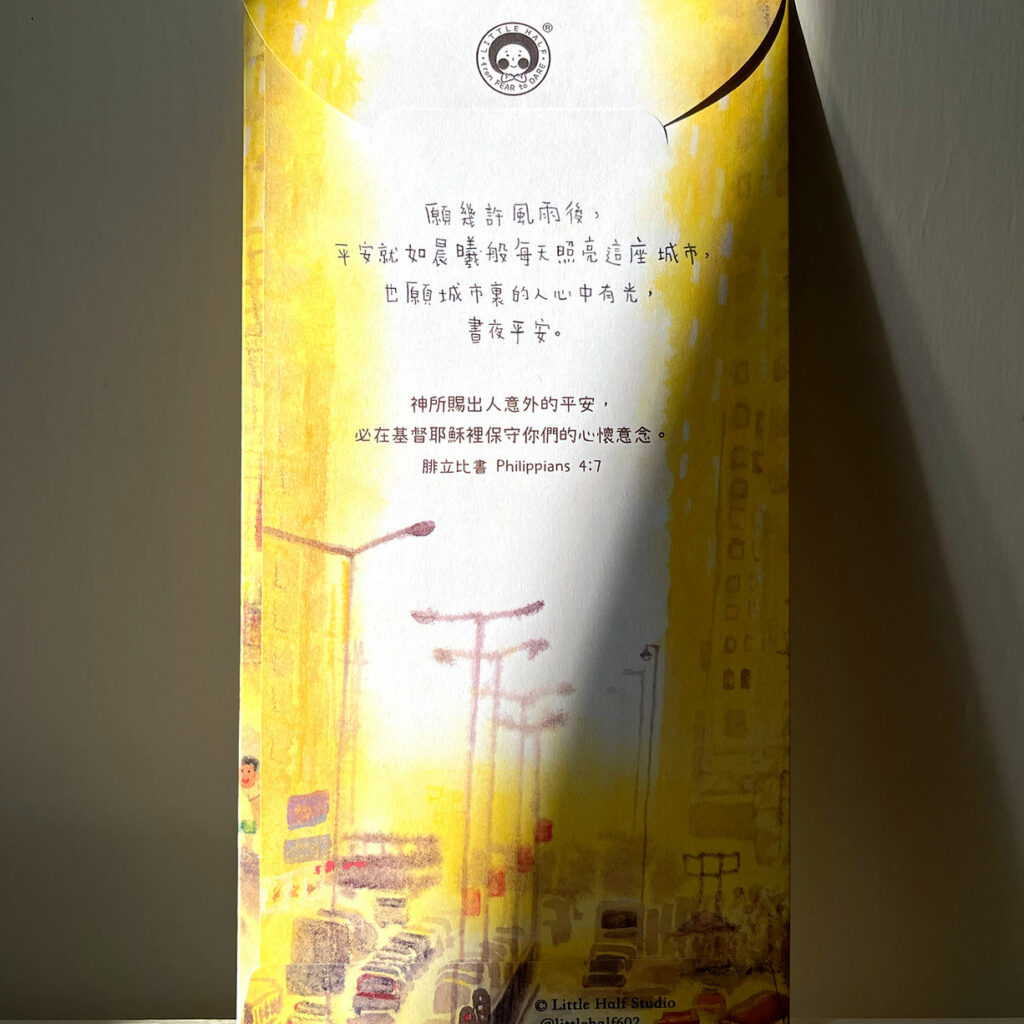 LITTLE HALF
from FEAR to DARE
®
願幾許風雨後，
平安就如晨曦般每天照亮這座城市，
也願城市裏的人心中有光，
晝夜平安。
神所賜出人意外的平安，
必在基督耶穌裡保守你們的心懷意念。
腓立比書 Philippians 4:7
© Little Half Studio
@littlehalf602